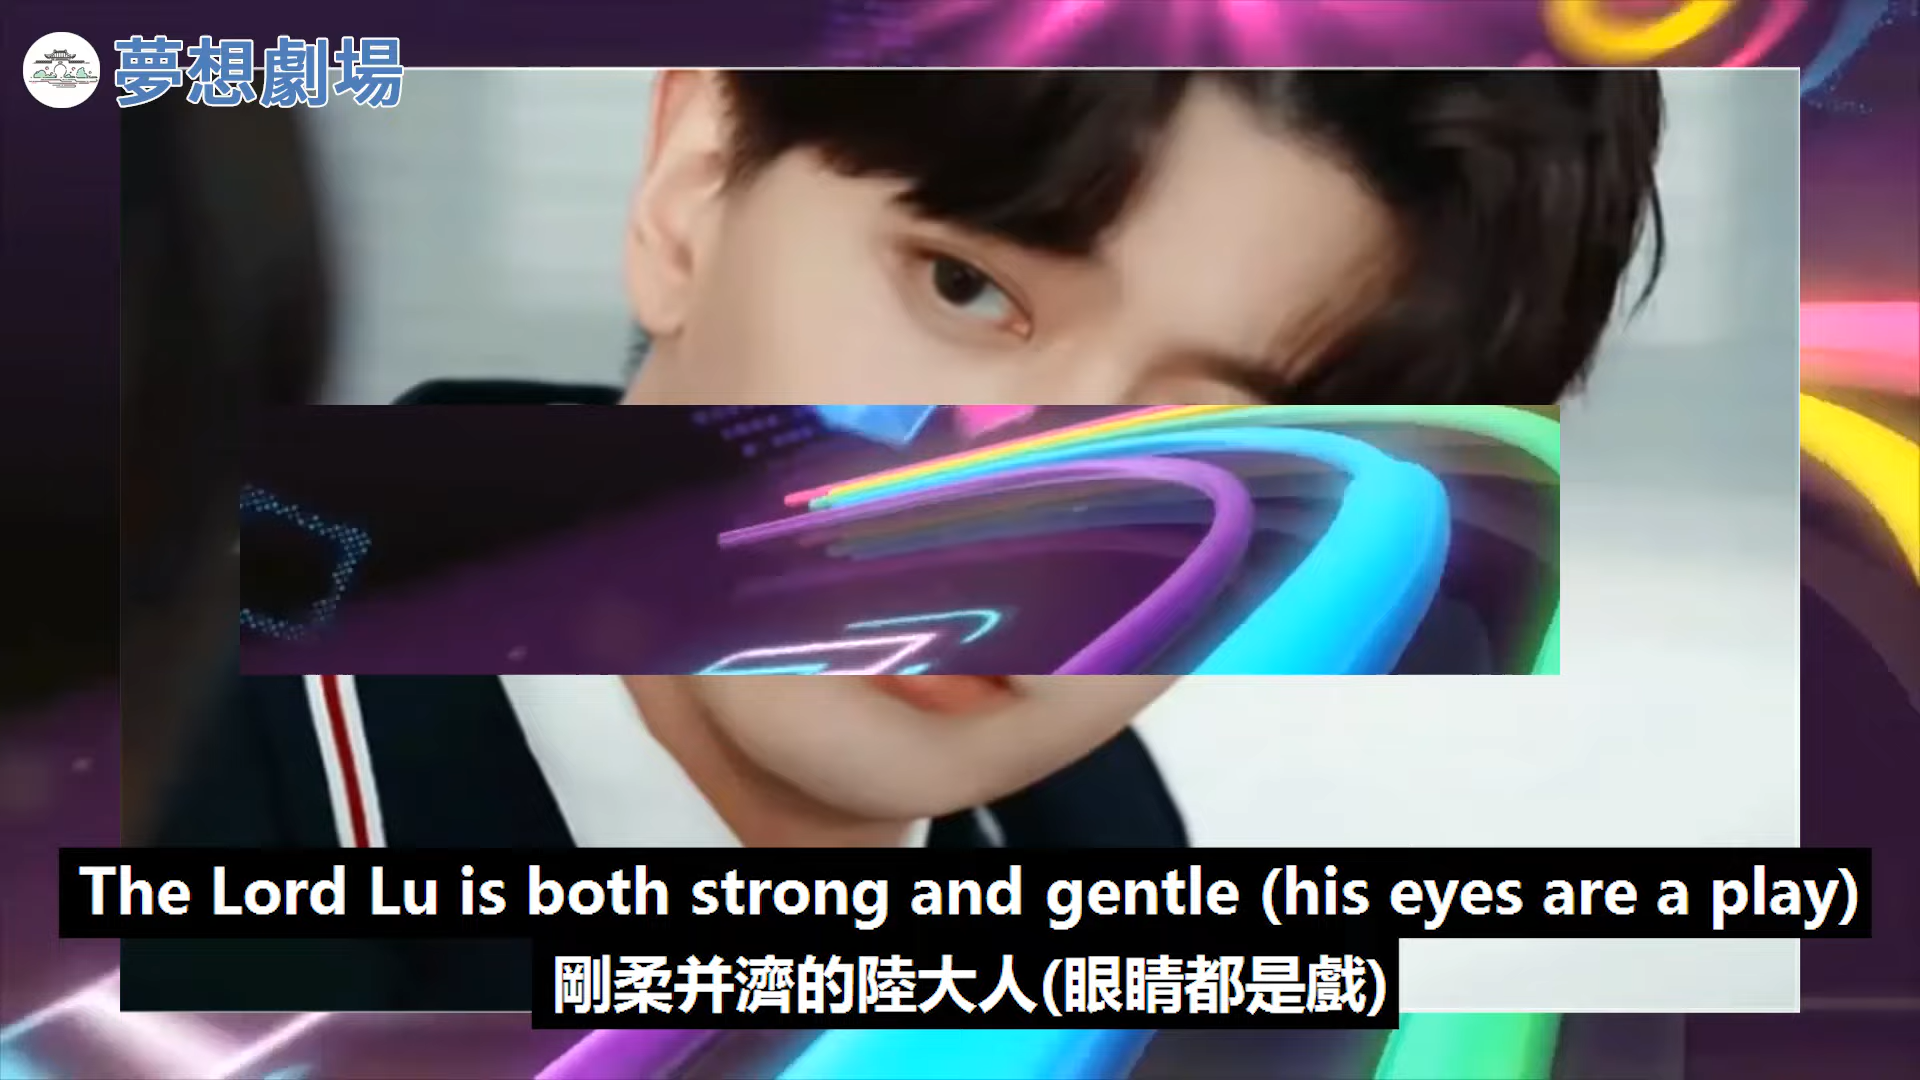 夢想劇場
The Lord Lu is both strong and gentle (his eyes are a play)
剛柔并濟的陸大人(眼睛都是戲)